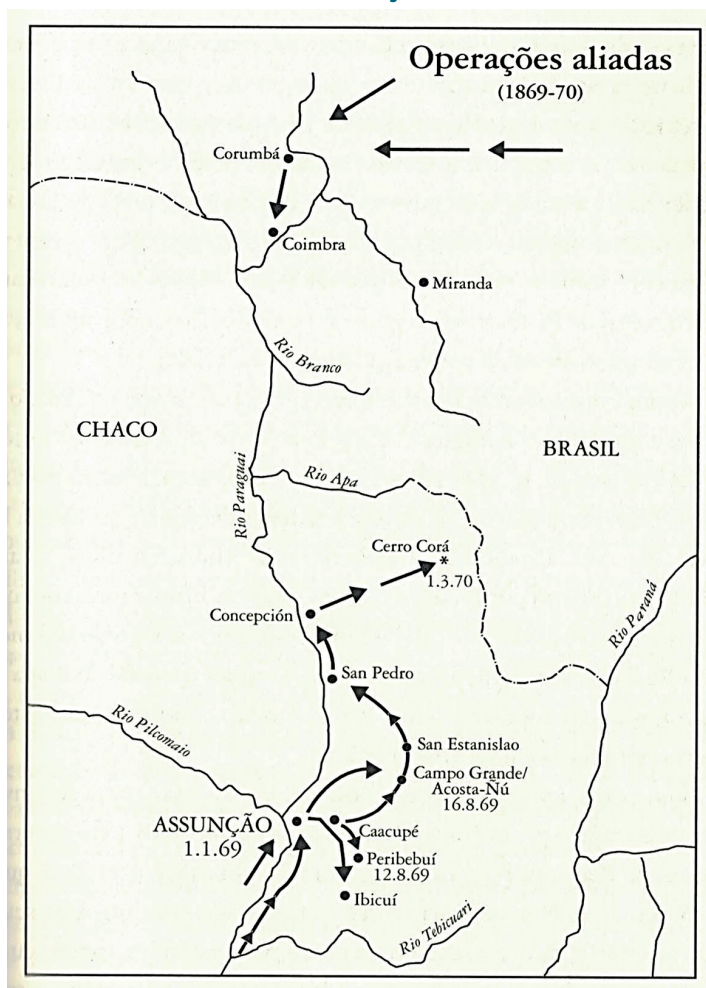 Operações aliadas
(1869-70)
Corumbá
Coimbra
Miranda
Rio Branco
CHACO
BRASIL
Rio Paraguai
Rio Apa
Cerro Corá
*
1.3.70
Concepción
Rio Paraná
San Pedro
Rio Pilcomaio
San Estanislao
Campo Grande/
Acosta-Ñú
16.8.69
ASSUNÇÃO
1.1.69
Caacupé
Peribebuí
12.8.69
Ibicuí
Rio Tebicuari